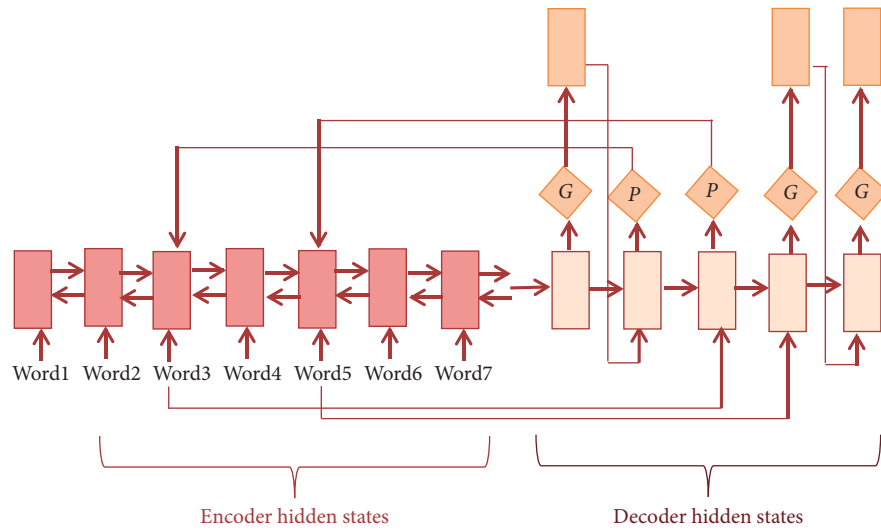 G
P
P
G
G
Word1 Word2 Word3 Word4 Word5 Word6 Word7
Encoder hidden states
Decoder hidden states